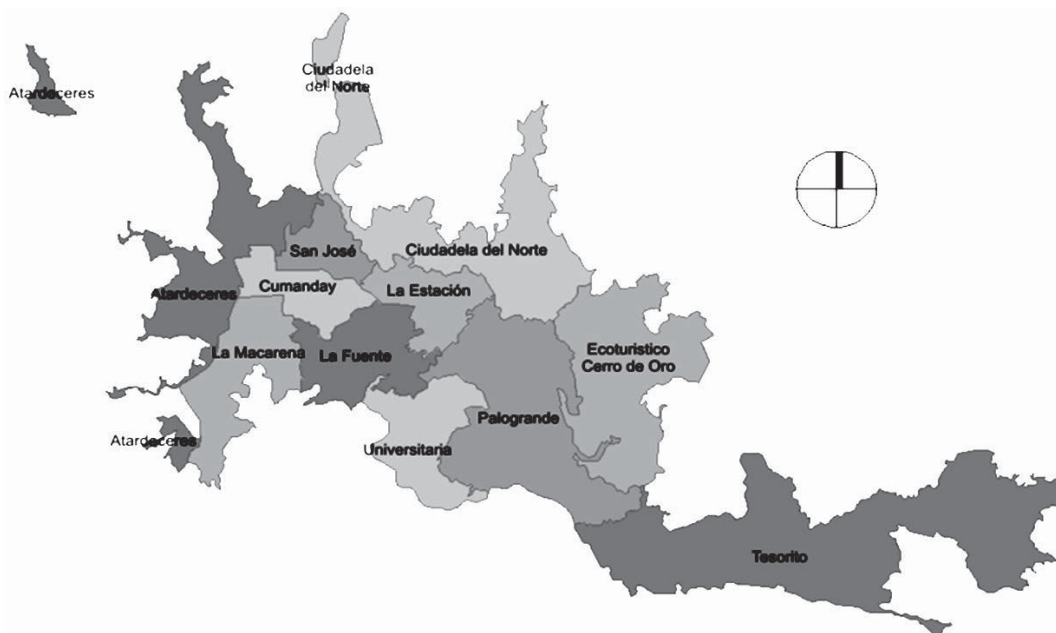 Ciudadela
del Norte
Atardeceres
San José
Ciudadela del Norte
Cumanday
La Estación
Atardeceres
La Macarena
La Fuente
Ecoturistico
Cerro de Oro
Palogrande
Atardeceres
Universitaria
Tesorito